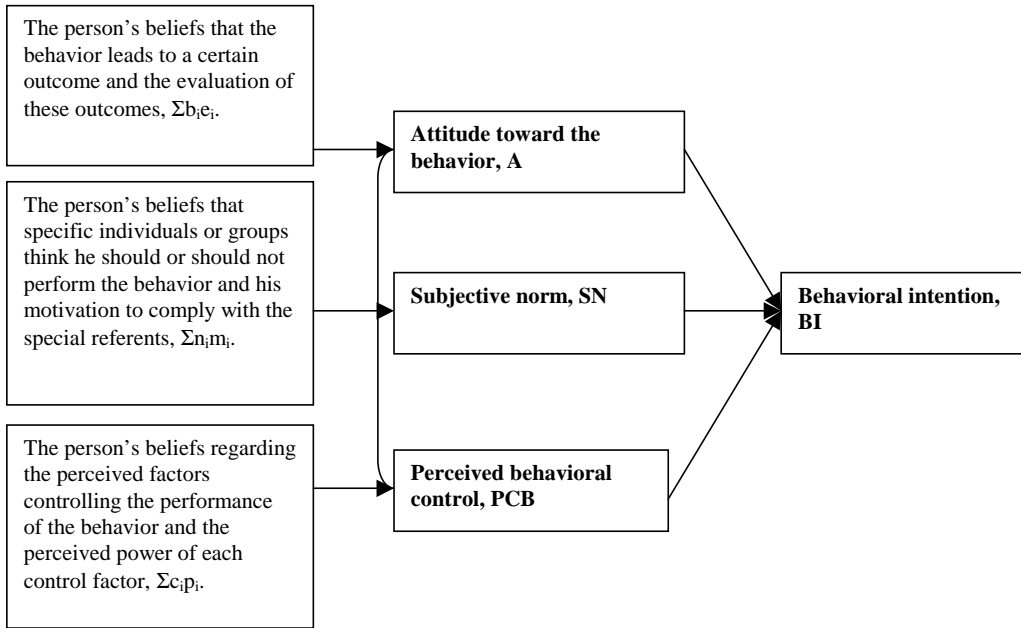 The person’s beliefs that the
behavior leads to a certain
outcome and the evaluation of
these outcomes, Σbᵢeᵢ.
Attitude toward the
behavior, A
The person’s beliefs that
specific individuals or groups
think he should or should not
perform the behavior and his
motivation to comply with the
special referents, Σnᵢmᵢ.
Subjective norm, SN
Behavioral intention,
BI
The person’s beliefs regarding
the perceived factors
controlling the performance
of the behavior and the
perceived power of each
control factor, Σcᵢpᵢ.
Perceived behavioral
control, PCB